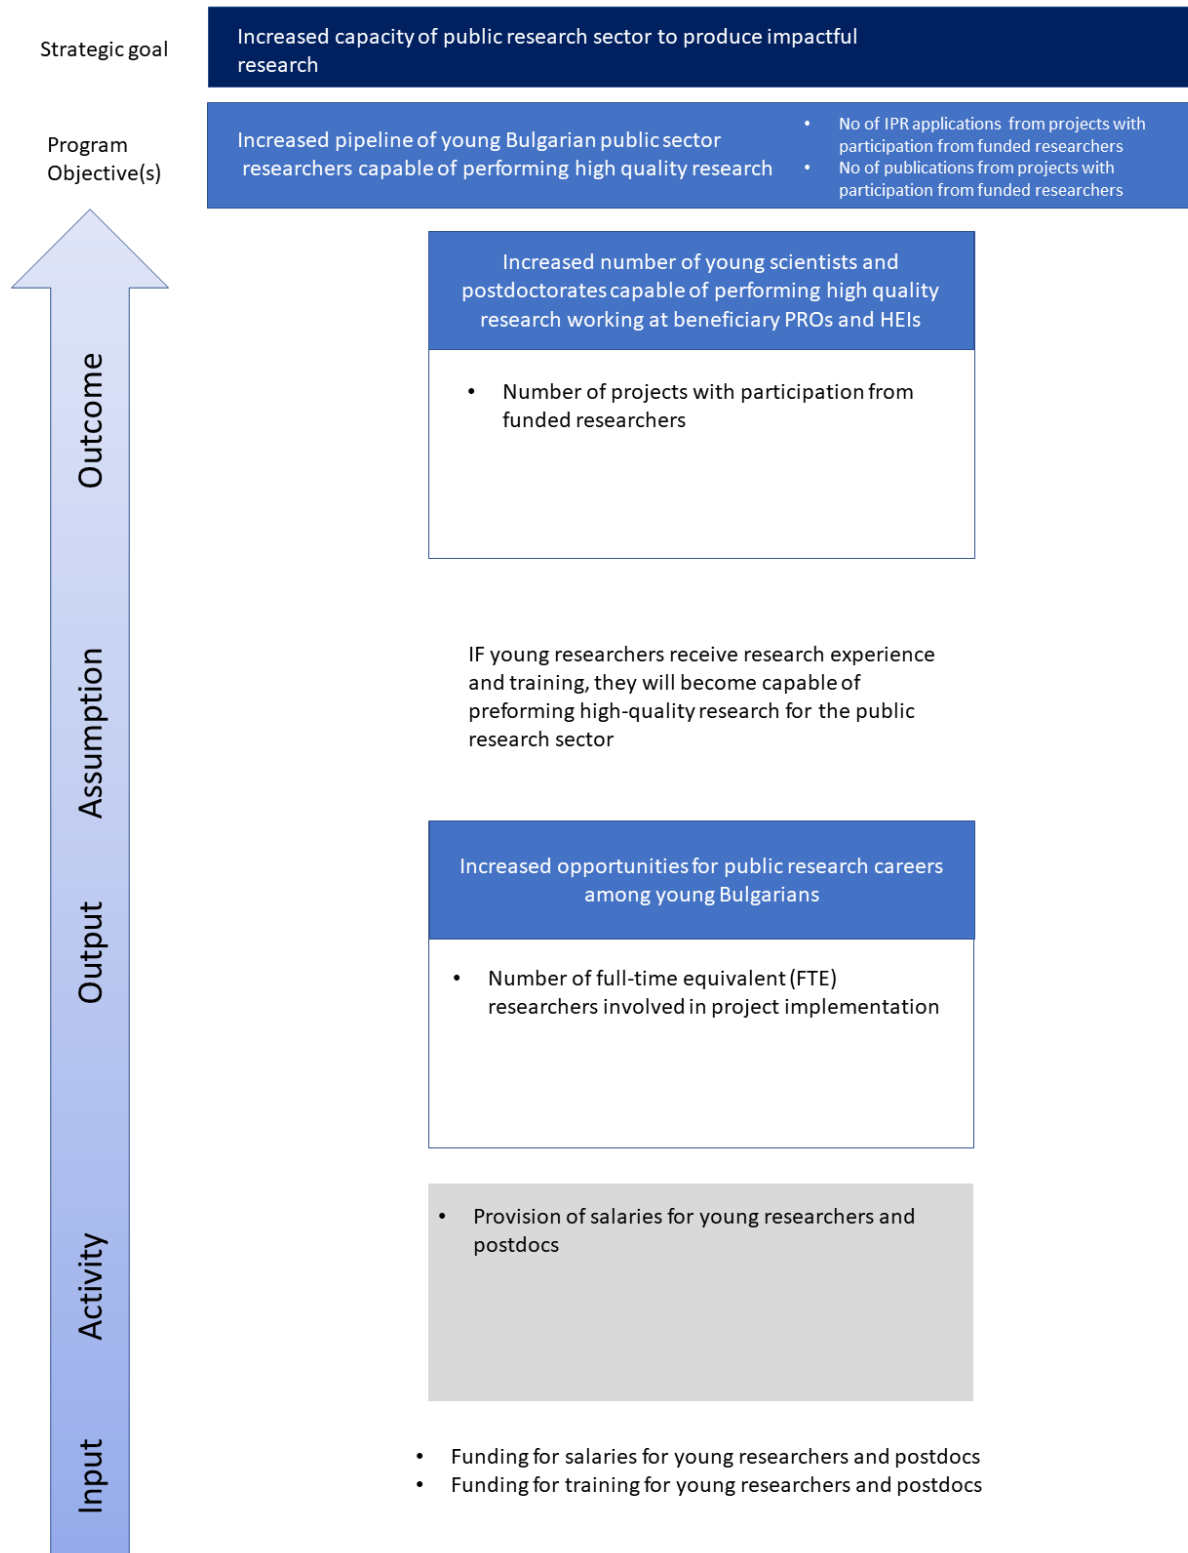 Strategic goal
Increased capacity of public research sector to produce impactful
research
Program
Objective(s)
Increased pipeline of young Bulgarian public sector
researchers capable of performing high quality research
• No of IPR applications from projects with
participation from funded researchers
• No of publications from projects with
participation from funded researchers
Outcome
Increased number of young scientists and
postdoctorates capable of performing high quality
research working at beneficiary PROs and HEIs
• Number of projects with participation from
funded researchers
Assumption
IF young researchers receive research experience
and training, they will become capable of
preforming high-quality research for the public
research sector
Output
Increased opportunities for public research careers
among young Bulgarians
• Number of full-time equivalent (FTE)
researchers involved in project implementation
Activity
• Provision of salaries for young researchers and
postdocs
Input
• Funding for salaries for young researchers and postdocs
• Funding for training for young researchers and postdocs